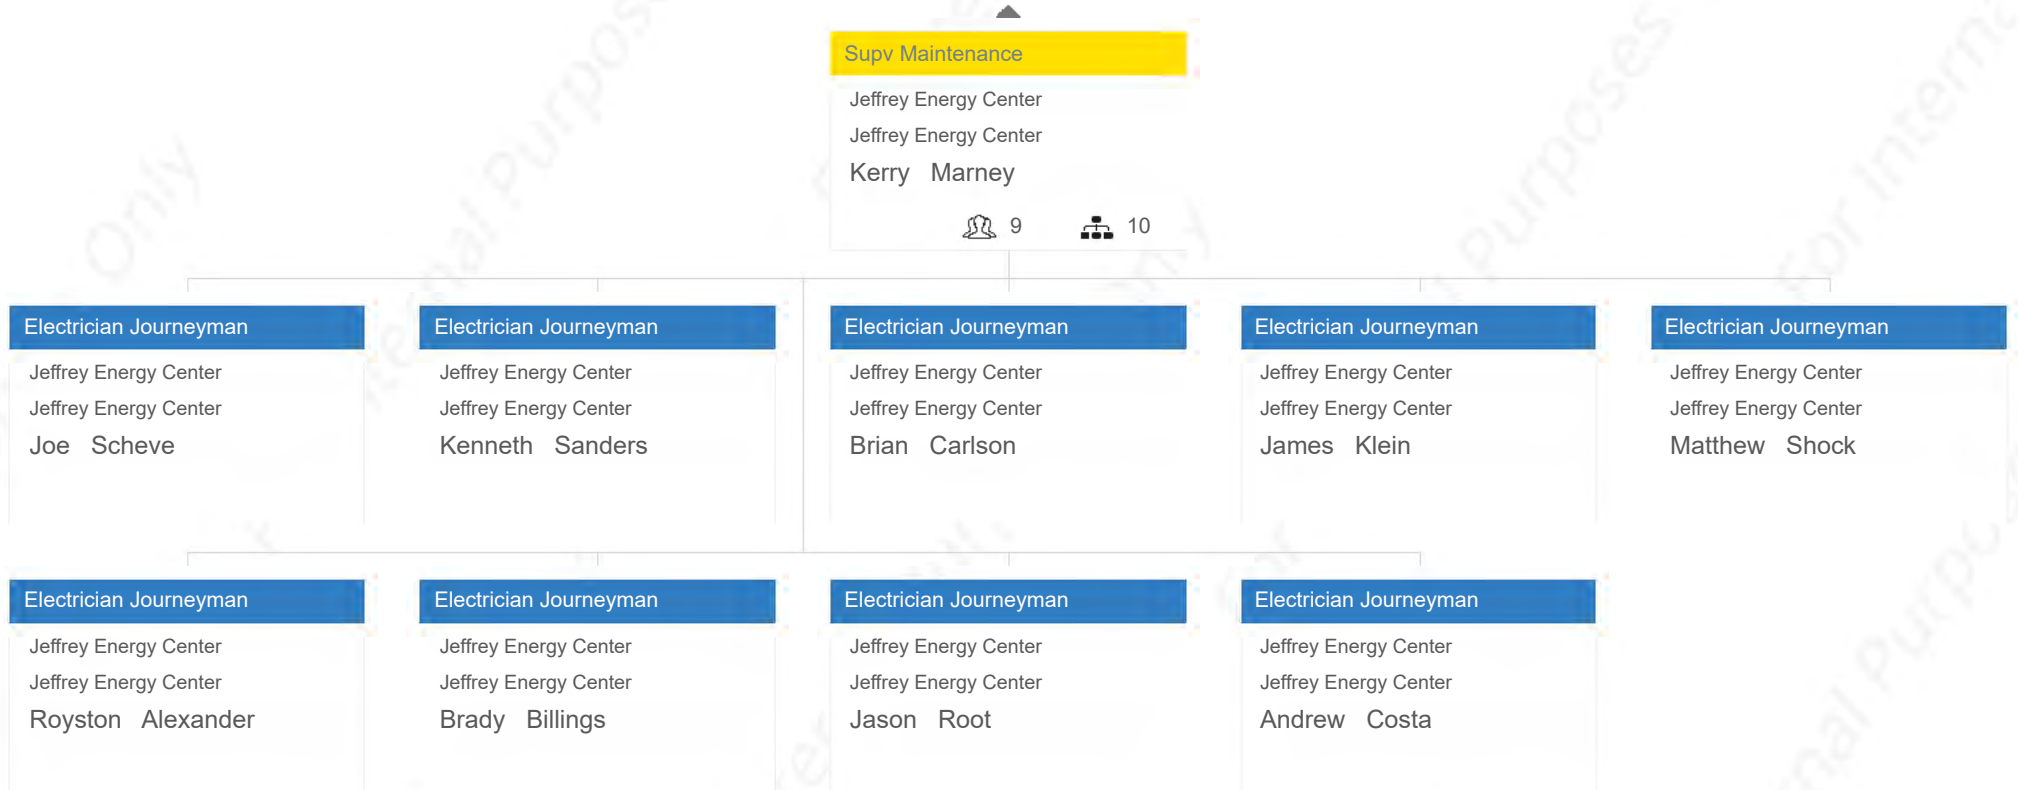 Supv Maintenance
Jeffrey Energy Center
Jeffrey Energy Center
Kerry Marney
9 10
Electrician Journeyman
Jeffrey Energy Center
Jeffrey Energy Center
Joe Scheve
Electrician Journeyman
Jeffrey Energy Center
Jeffrey Energy Center
Kenneth Sanders
Electrician Journeyman
Jeffrey Energy Center
Jeffrey Energy Center
Brian Carlson
Electrician Journeyman
Jeffrey Energy Center
Jeffrey Energy Center
James Klein
Electrician Journeyman
Jeffrey Energy Center
Jeffrey Energy Center
Matthew Shock
Electrician Journeyman
Jeffrey Energy Center
Jeffrey Energy Center
Royston Alexander
Electrician Journeyman
Jeffrey Energy Center
Jeffrey Energy Center
Brady Billings
Electrician Journeyman
Jeffrey Energy Center
Jeffrey Energy Center
Jason Root
Electrician Journeyman
Jeffrey Energy Center
Jeffrey Energy Center
Andrew Costa